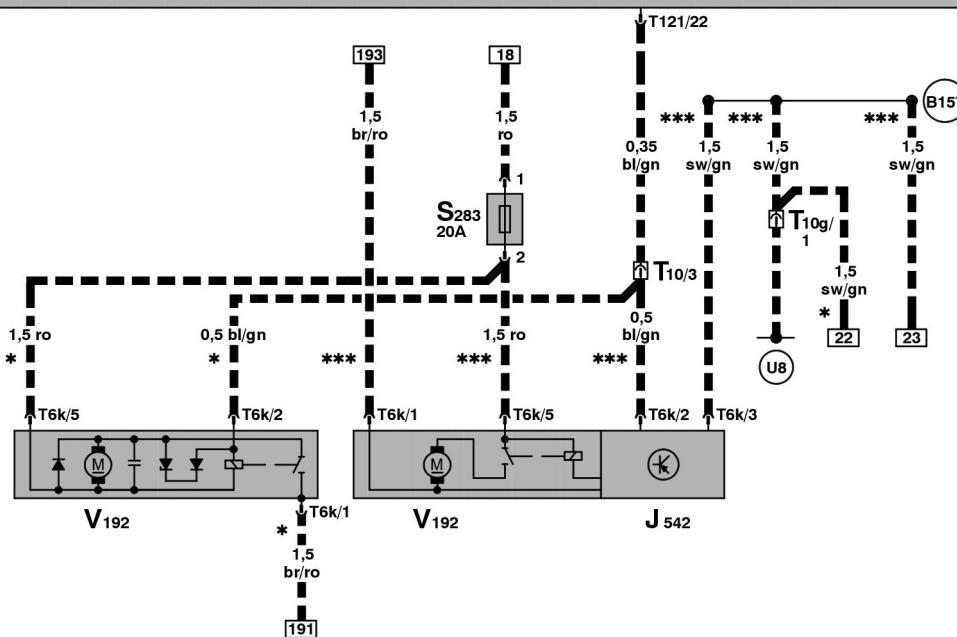 T121/22
193
18
B15
***
***
***
1,5
br/ro
1,5
ro
0,35
bl/gn
1,5
sw/gn
1,5
sw/gn
1,5
sw/gn
1
S283
20A
2
T10g/
1
T10/3
1,5
sw/gn
*
1,5 ro
*
0,5 bl/gn
*
***
1,5 ro
***
0,5
bl/gn
***
22
23
U8
T6k/5
T6k/2
T6k/1
T6k/5
T6k/2
T6k/3
M
M
V192
T6k/1
V192
J542
*
1,5
br/ro
191